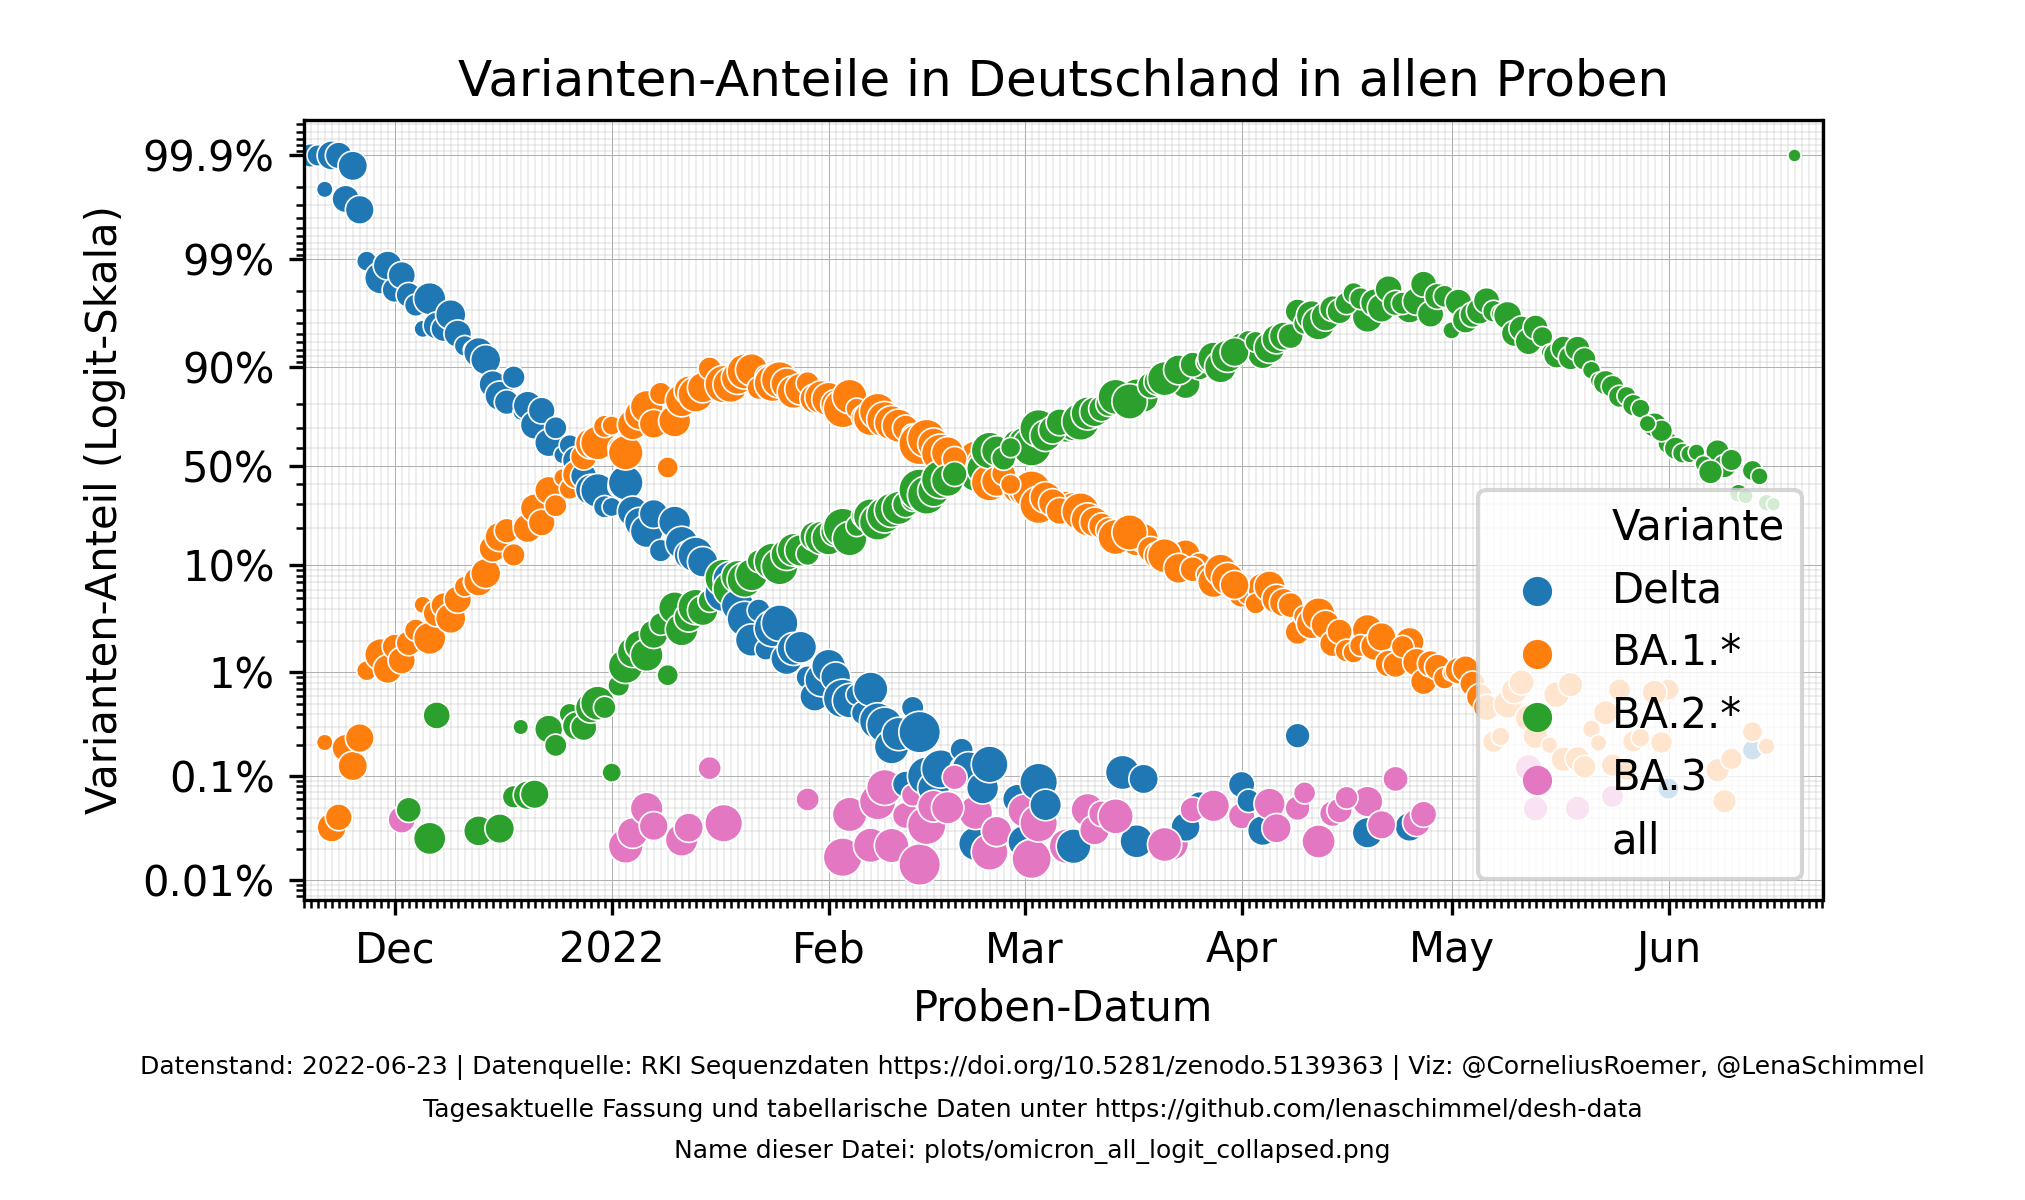 Varianten-Anteile in Deutschland in allen Proben
Varianten-Anteil (Logit-Skala)
99.9%
99%
90%
50%
10%
1%
0.1%
0.01%
Variante
Delta
BA.1.*
BA.2.*
BA.3
all
Dec 2022 Feb Mar Apr May Jun
Proben-Datum
Datenstand: 2022-06-23 | Datenquelle: RKI Sequenzdaten https://doi.org/10.5281/zenodo.5139363 | Viz: @CorneliusRoemer, @LenaSchimmel
Tagesaktuelle Fassung und tabellarische Daten unter https://github.com/lenaschimmel/desh-data
Name dieser Datei: plots/omicron_all_logit_collapsed.png